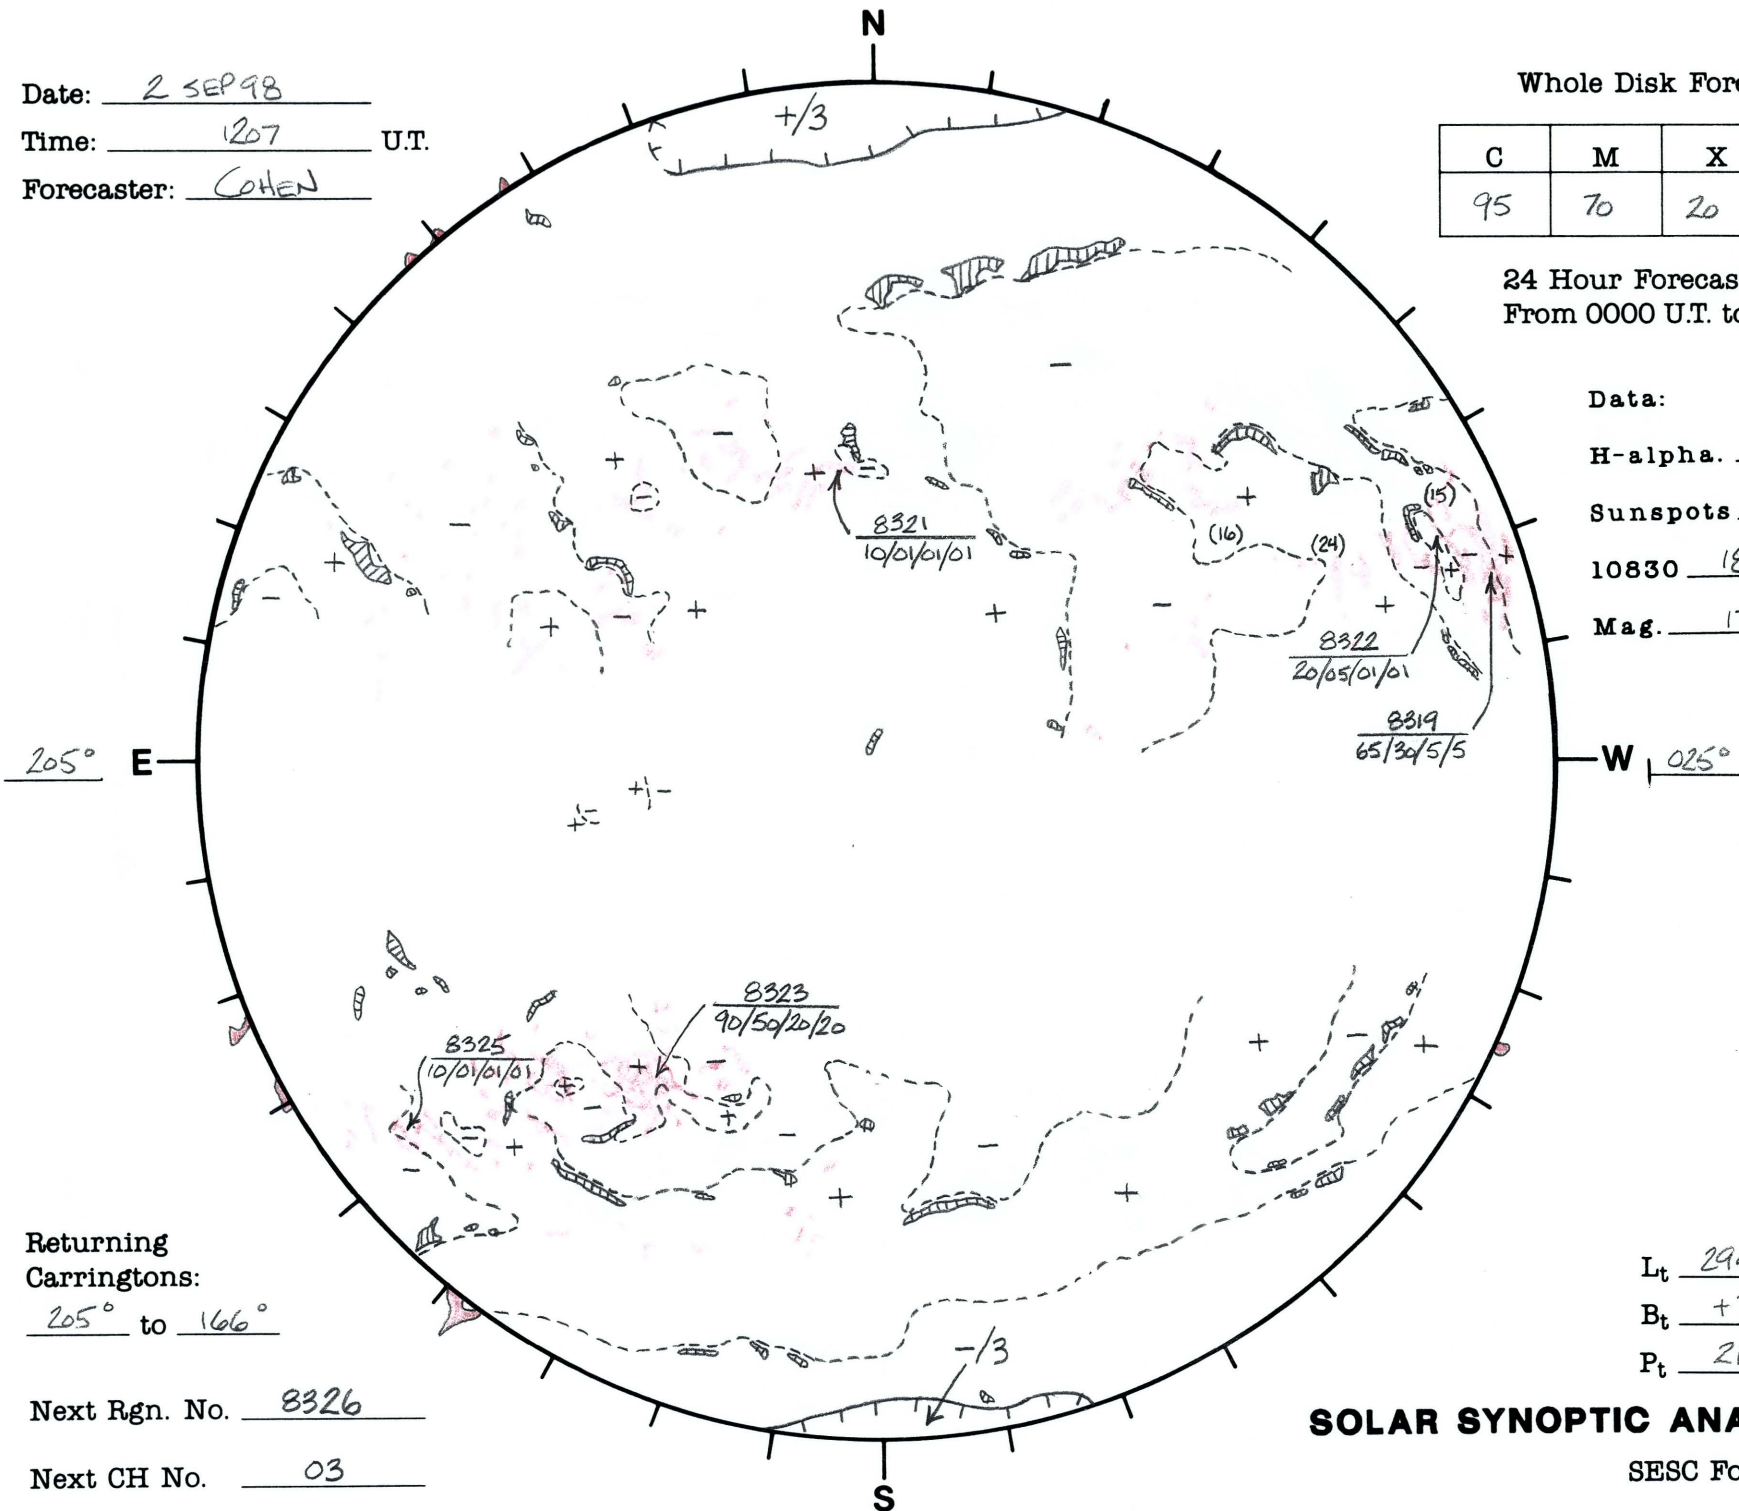 N
Date: 2 SEP 98
Time: 1207 U.T.
Forecaster: COHEN
Whole Disk Fore
C M X
95 70 20
24 Hour Forecas
From 0000 U.T. to
Data:
H-alpha.
Sunspots
10830 18
Mag. 17
+/3
-
+
-
+
-
+
-
-
+
-
+
-
+
-
+
+
-
-
+
-
+
+
(15)
(16)
(24)
8321
10/01/01/01
8322
20/05/01/01
8319
65/30/5/5
205° E
W 025°
+ -
+ -
8323
90/50/20/20
8325
10/01/01/01
+
-
+
+
-
-
+
-
+
-
-
+
-
+
-
+
+
-/3
S
Returning
Carringtons:
205° to 166°
Next Rgn. No. 8326
Next CH No. 03
Lt 29
Bt +
Pt 2
SOLAR SYNOPTIC ANA
SESC Fo